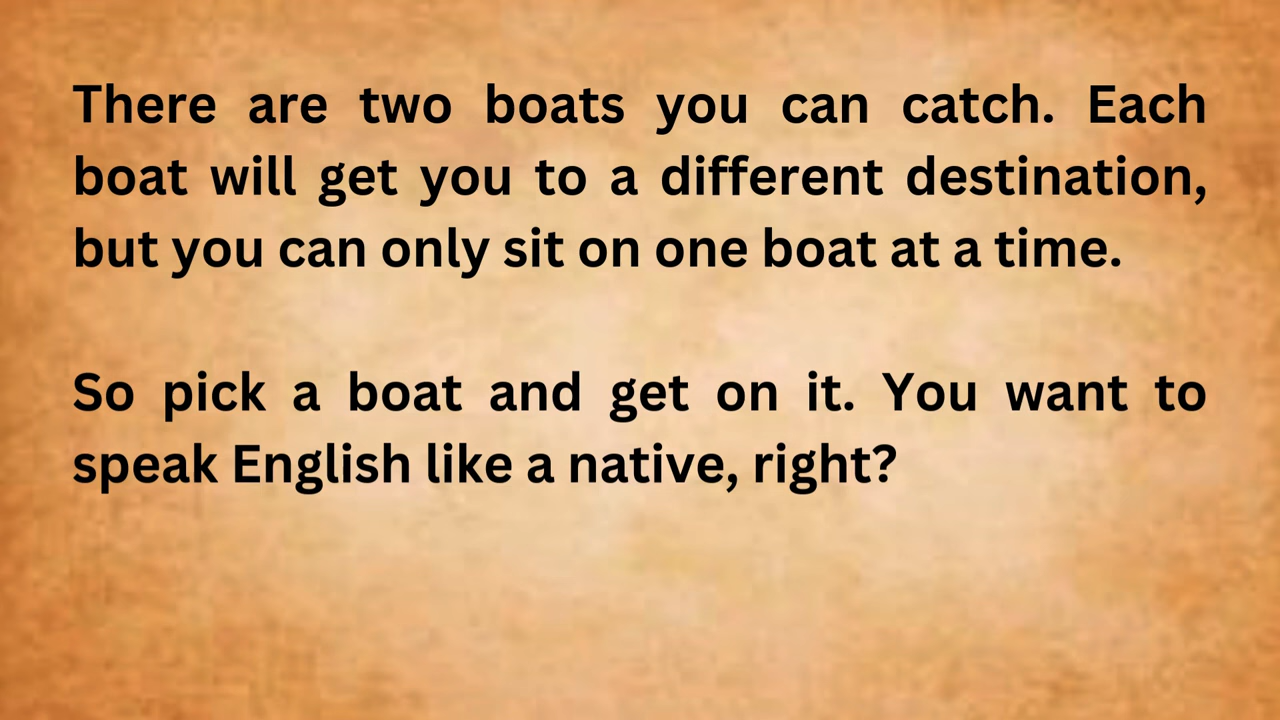 There are two boats you can catch. Each
boat will get you to a different destination,
but you can only sit on one boat at a time.
So pick a boat and get on it. You want to
speak English like a native, right?